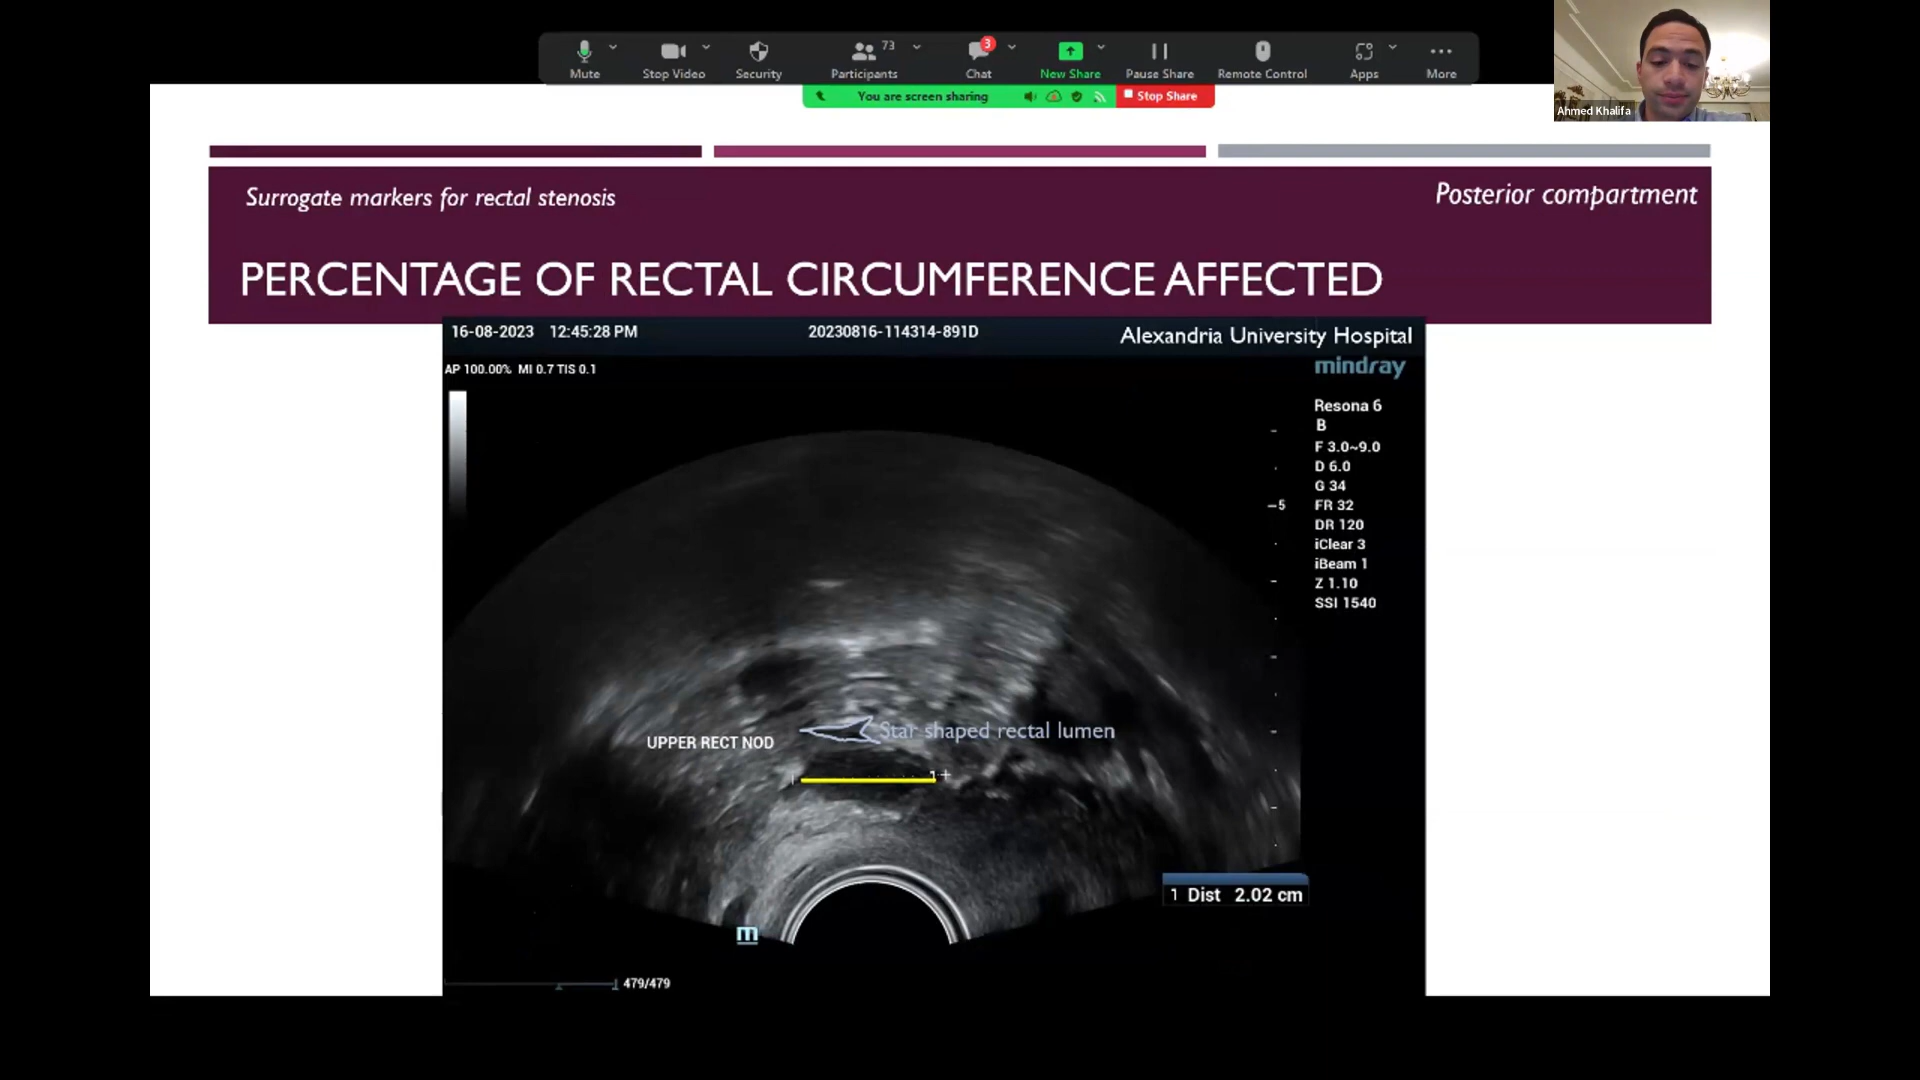 Mute
Stop Video
Security
Participants 73
Chat 3
New Share
Pause Share
Remote Control
Apps
More
You are screen sharing
Stop Share
Ahmed Khalifa
Surrogate markers for rectal stenosis
Posterior compartment
PERCENTAGE OF RECTAL CIRCUMFERENCE AFFECTED
16-08-2023 12:45:28 PM 20230816-114314-891D Alexandria University Hospital
AP 100.00% MI 0.7 TIS 0.1
mindray
Resona 6
B
F 3.0~9.0
D 6.0
G 34
FR 32
DR 120
iClear 3
iBeam 1
Z 1.10
SSI 1540
5
Star shaped rectal lumen
UPPER RECT NOD
1
1 Dist 2.02 cm
m
479/479